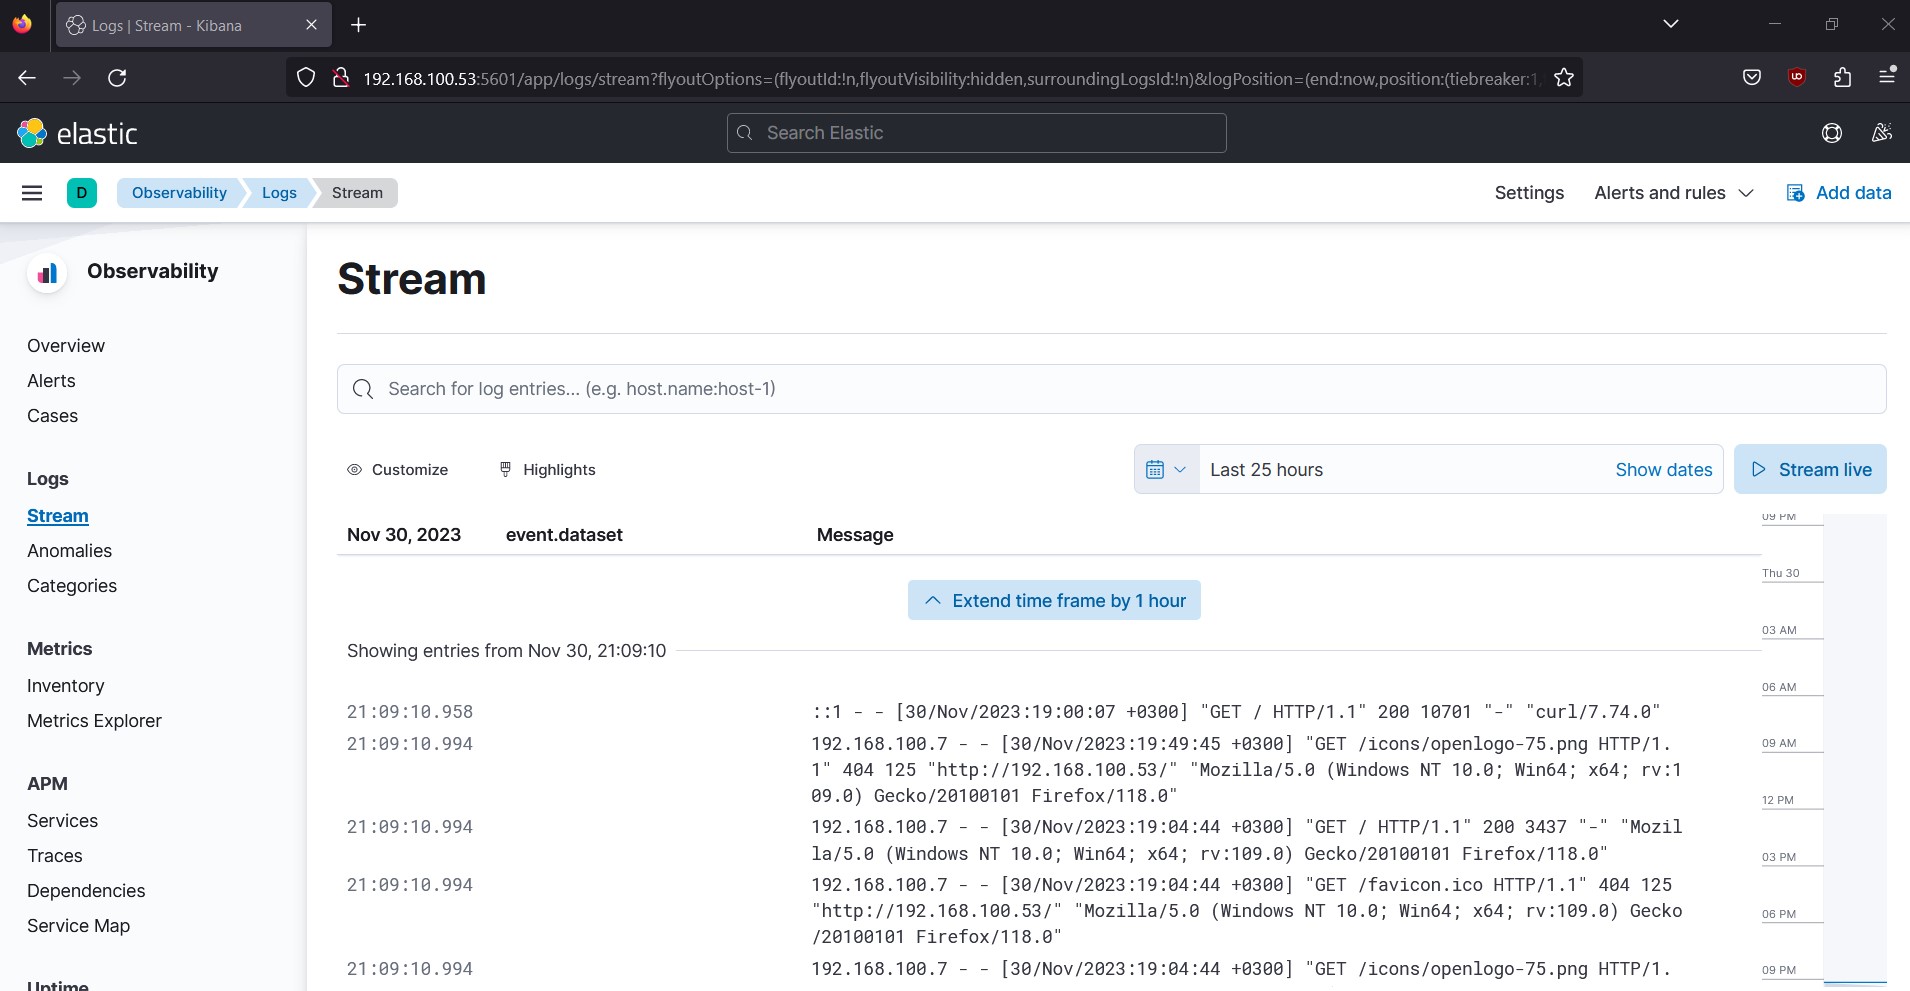 Logs | Stream - Kibana
192.168.100.53:5601/app/logs/stream?flyoutOptions=(flyoutId:!n,flyoutVisibility:hidden,surroundingLogsId:!n)&logPosition=(end:now,position:(tiebreaker:1,
elastic
Search Elastic
D
Observability
Logs
Stream
Settings
Alerts and rules
Add data
Observability
Overview
Alerts
Cases
Logs
Stream
Anomalies
Categories
Metrics
Inventory
Metrics Explorer
APM
Services
Traces
Dependencies
Service Map
Uptime
Stream
Search for log entries... (e.g. host.name:host-1)
Customize
Highlights
Last 25 hours
Show dates
Stream live
Nov 30, 2023 event.dataset Message
Extend time frame by 1 hour
Showing entries from Nov 30, 21:09:10
21:09:10.958 ::1 - - [30/Nov/2023:19:00:07 +0300] "GET / HTTP/1.1" 200 10701 "-" "curl/7.74.0"
21:09:10.994 192.168.100.7 - - [30/Nov/2023:19:49:45 +0300] "GET /icons/openlogo-75.png HTTP/1.
1" 404 125 "http://192.168.100.53/" "Mozilla/5.0 (Windows NT 10.0; Win64; x64; rv:1
09.0) Gecko/20100101 Firefox/118.0"
21:09:10.994 192.168.100.7 - - [30/Nov/2023:19:04:44 +0300] "GET / HTTP/1.1" 200 3437 "-" "Mozil
la/5.0 (Windows NT 10.0; Win64; x64; rv:109.0) Gecko/20100101 Firefox/118.0"
21:09:10.994 192.168.100.7 - - [30/Nov/2023:19:04:44 +0300] "GET /favicon.ico HTTP/1.1" 404 125
"http://192.168.100.53/" "Mozilla/5.0 (Windows NT 10.0; Win64; x64; rv:109.0) Gecko
/20100101 Firefox/118.0"
21:09:10.994 192.168.100.7 - - [30/Nov/2023:19:04:44 +0300] "GET /icons/openlogo-75.png HTTP/1.
09 PM
Thu 30
03 AM
06 AM
09 AM
12 PM
03 PM
06 PM
09 PM